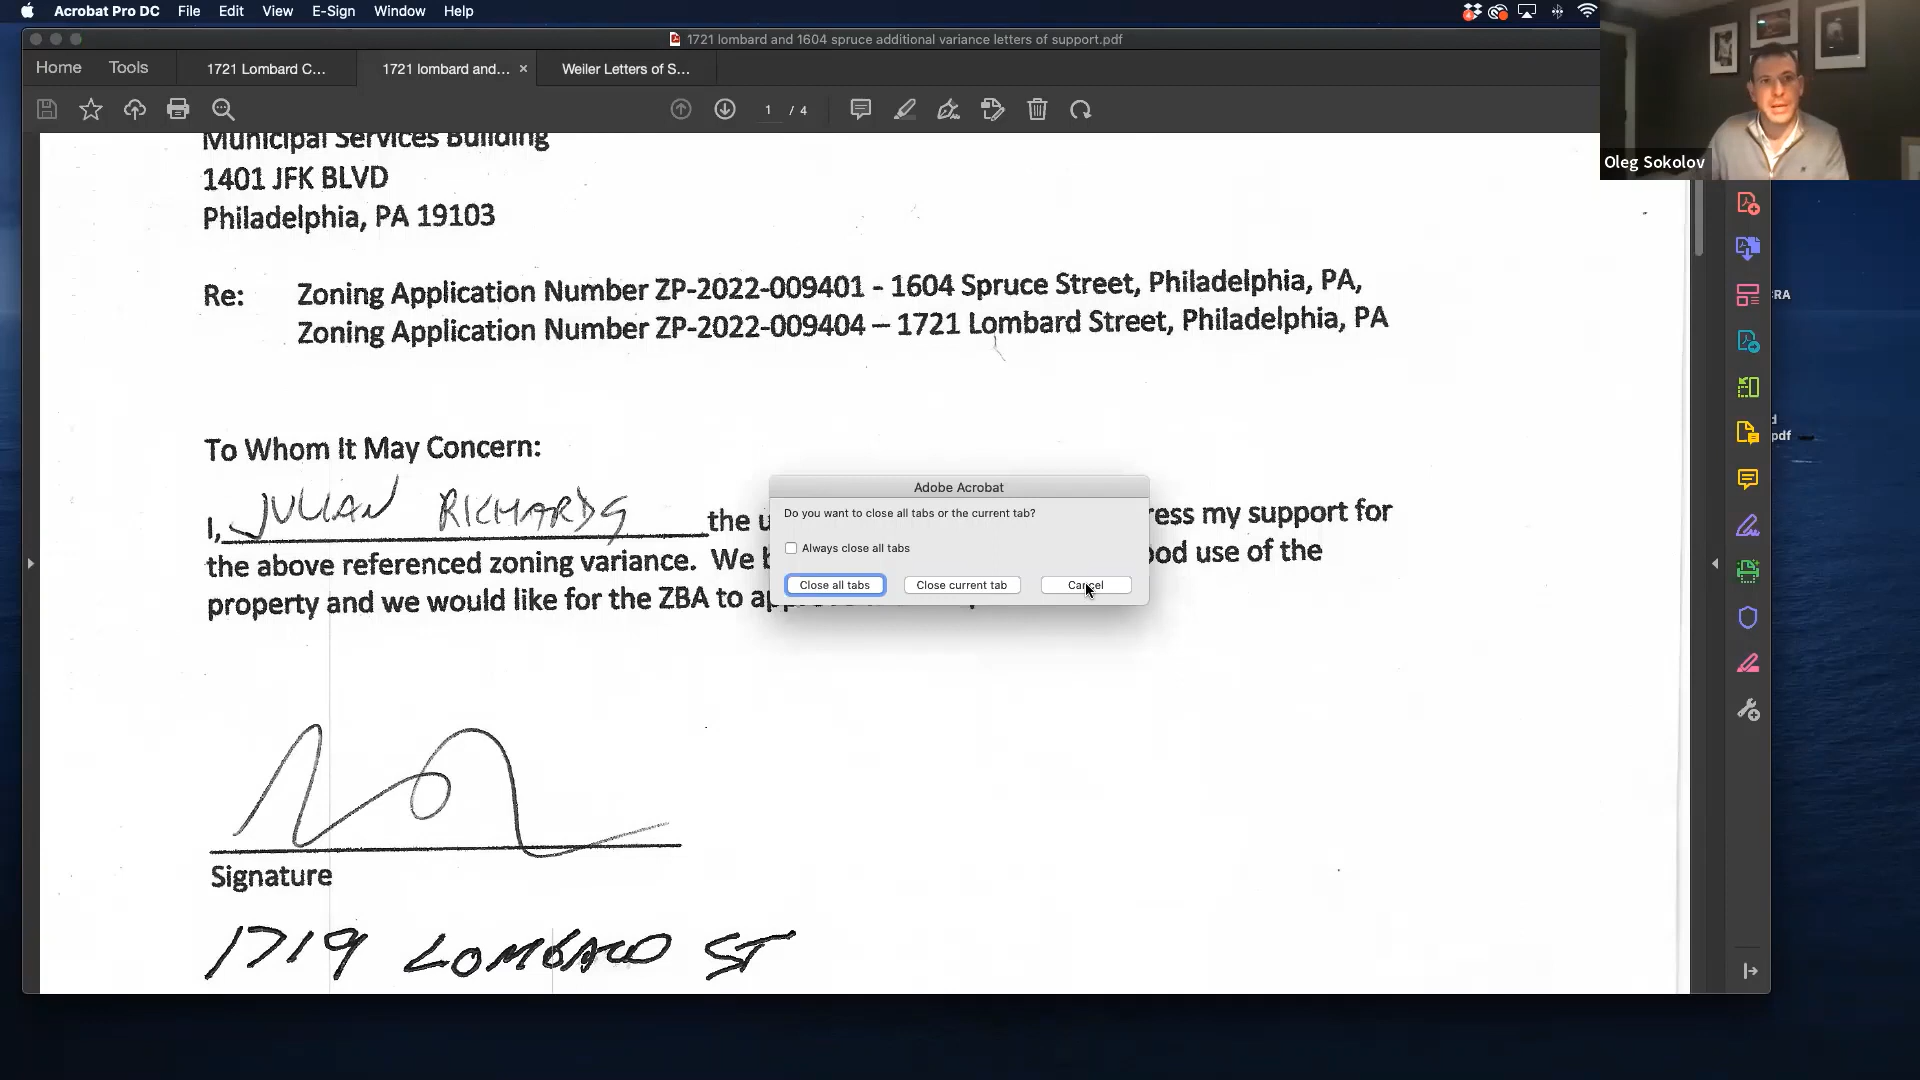 Acrobat Pro DC File Edit View E-Sign Window Help
1721 lombard and 1604 spruce additional variance letters of support.pdf
Home Tools 1721 Lombard C... 1721 lombard and... × Weiler Letters of S...
1 / 4
Oleg Sokolov
Municipal Services Building
1401 JFK BLVD
Philadelphia, PA 19103
CRA
Re: Zoning Application Number ZP-2022-009401 - 1604 Spruce Street, Philadelphia, PA,
Zoning Application Number ZP-2022-009404 – 1721 Lombard Street, Philadelphia, PA
d
pdf
To Whom It May Concern:
I, JULIAN RICHARDS the u
ress my support for
the above referenced zoning variance. We b
ood use of the
property and we would like for the ZBA to ap
Adobe Acrobat
Do you want to close all tabs or the current tab?
Always close all tabs
Close all tabs Close current tab Cancel
Signature
1719 LOMBARD ST